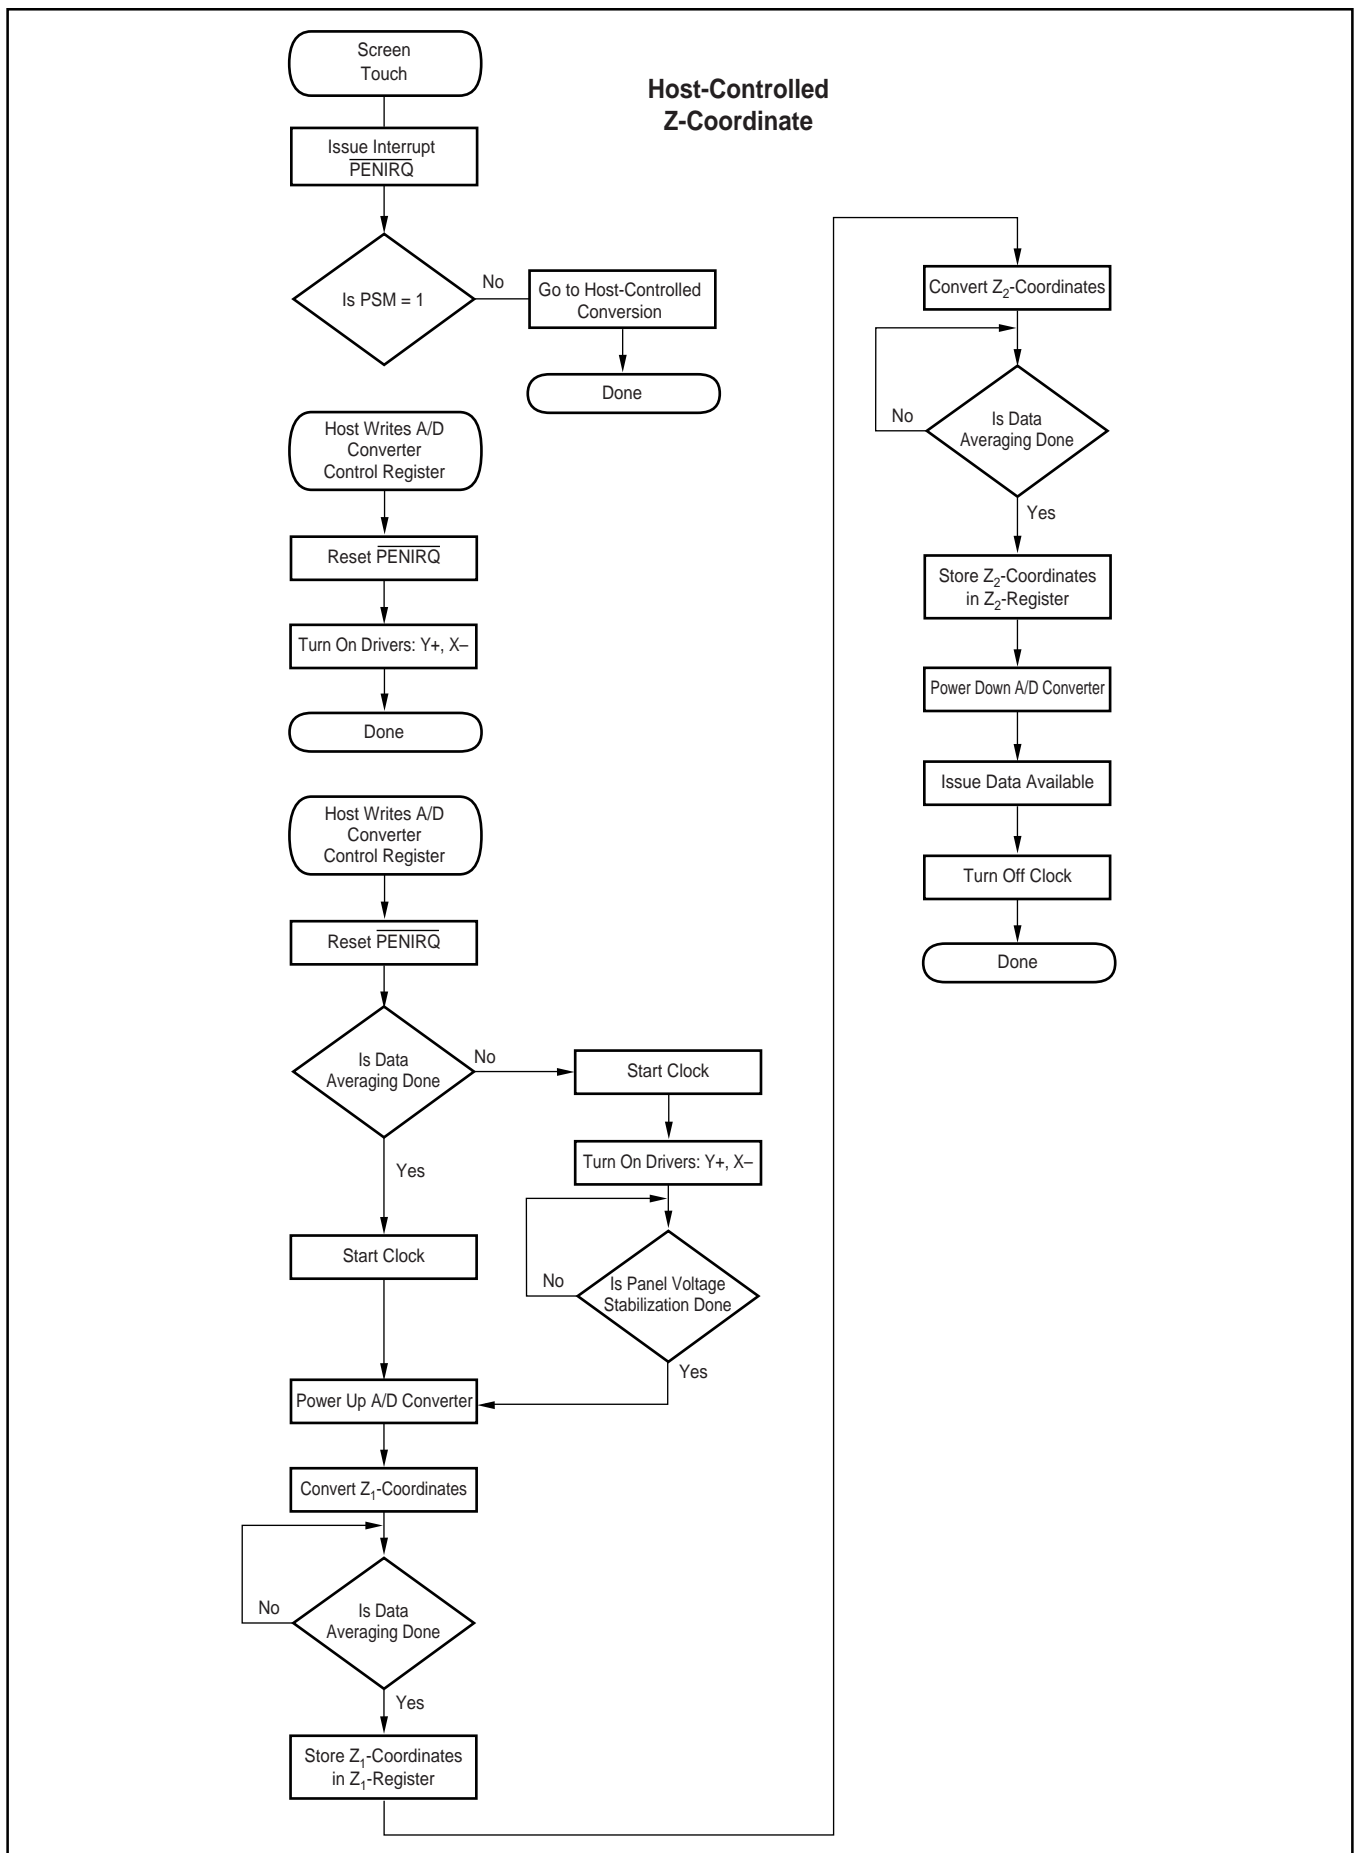 Screen
Touch
Host-Controlled
Z-Coordinate
Issue Interrupt
PENIRQ
Is PSM = 1
No
Go to Host-Controlled
Conversion
Done
Host Writes A/D
Converter
Control Register
Reset PENIRQ
Turn On Drivers: Y+, X–
Done
Host Writes A/D
Converter
Control Register
Reset PENIRQ
Is Data
Averaging Done
No
Start Clock
Turn On Drivers: Y+, X–
No
Is Panel Voltage
Stabilization Done
Yes
Yes
Start Clock
Power Up A/D Converter
Convert Z1-Coordinates
No
Is Data
Averaging Done
Yes
Store Z1-Coordinates
in Z1-Register
Convert Z2-Coordinates
No
Is Data
Averaging Done
Yes
Store Z2-Coordinates
in Z2-Register
Power Down A/D Converter
Issue Data Available
Turn Off Clock
Done